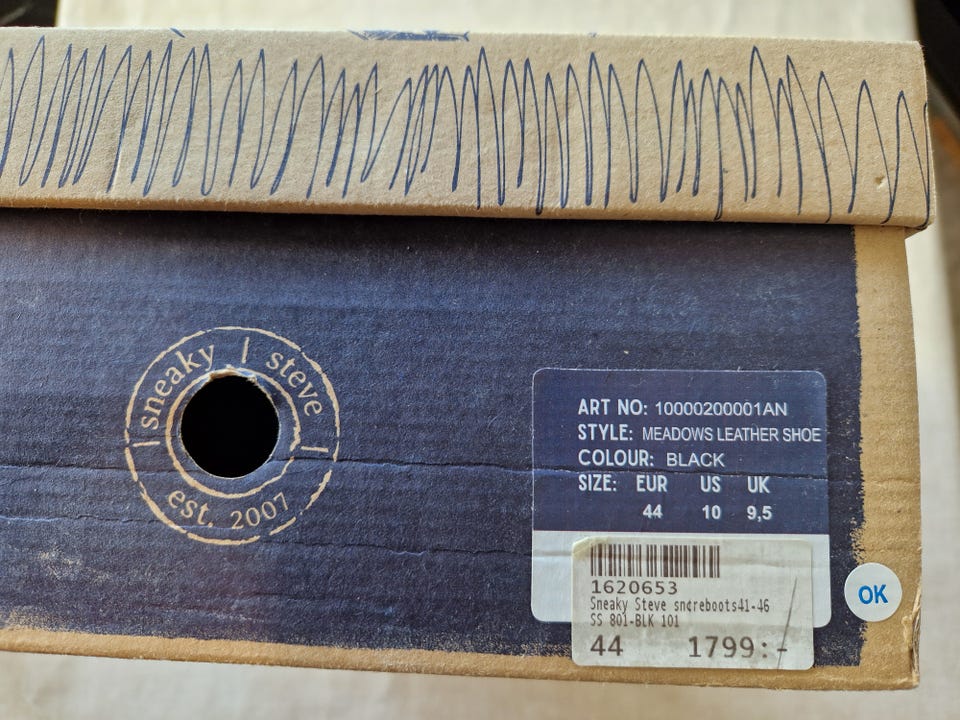 sneaky | steve |
est. 2007
ART NO: 10000200001AN
STYLE: MEADOWS LEATHER SHOE
COLOUR: BLACK
SIZE: EUR US UK
44 10 9,5
1620653
Sneaky Steve snöreboots41-46
SS 801-BLK 101
44 1799:-
OK